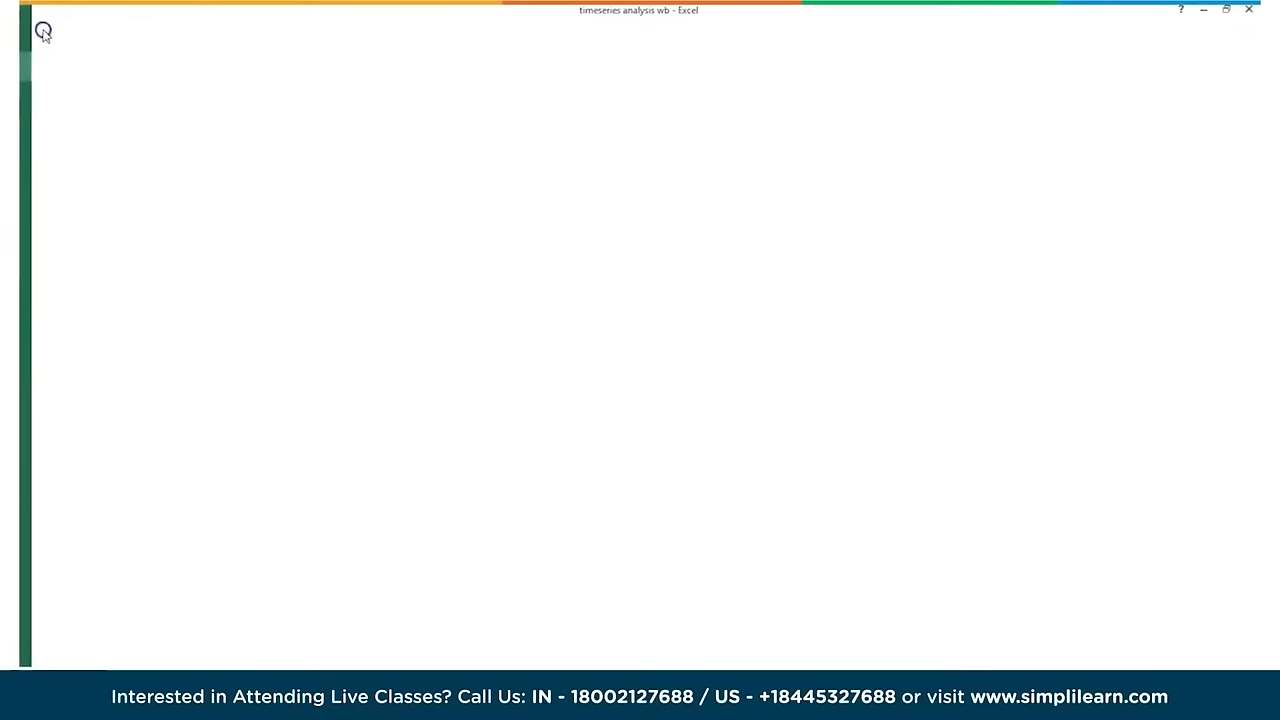 timeseries analysis wb - Excel
?
Interested in Attending Live Classes? Call Us: IN - 18002127688 / US - +18445327688 or visit www.simplilearn.com